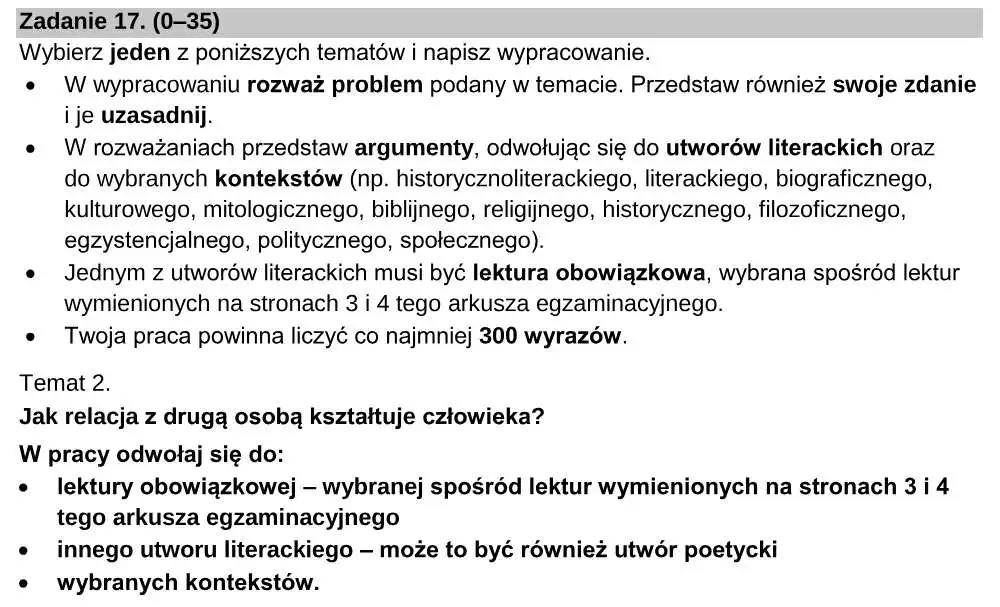 Zadanie 17. (0–35)
Wybierz jeden z poniższych tematów i napisz wypracowanie.
• W wypracowaniu rozważ problem podany w temacie. Przedstaw również swoje zdanie
i je uzasadnij.
• W rozważaniach przedstaw argumenty, odwołując się do utworów literackich oraz
do wybranych kontekstów (np. historycznoliterackiego, literackiego, biograficznego,
kulturowego, mitologicznego, biblijnego, religijnego, historycznego, filozoficznego,
egzystencjalnego, politycznego, społecznego).
• Jednym z utworów literackich musi być lektura obowiązkowa, wybrana spośród lektur
wymienionych na stronach 3 i 4 tego arkusza egzaminacyjnego.
• Twoja praca powinna liczyć co najmniej 300 wyrazów.
Temat 2.
Jak relacja z drugą osobą kształtuje człowieka?
W pracy odwołaj się do:
• lektury obowiązkowej – wybranej spośród lektur wymienionych na stronach 3 i 4
tego arkusza egzaminacyjnego
• innego utworu literackiego – może to być również utwór poetycki
• wybranych kontekstów.